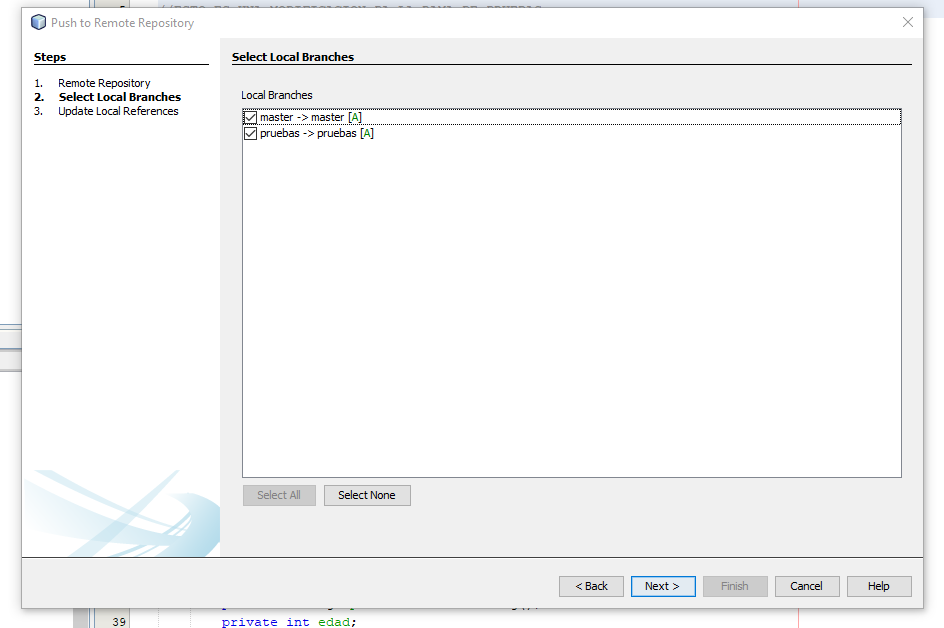 Push to Remote Repository
Steps
1. Remote Repository
2. Select Local Branches
3. Update Local References
Select Local Branches
Local Branches
master -> master [A]
pruebas -> pruebas [A]
Select All
Select None
< Back
Next >
Finish
Cancel
Help
39 private int edad;